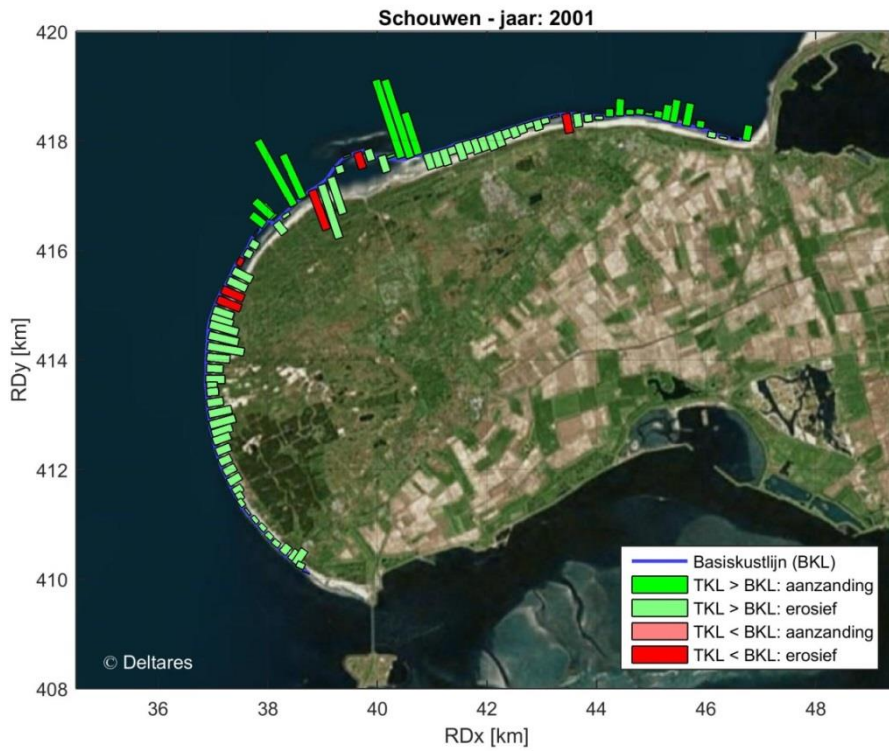 Schouwen - jaar: 2001
420
418
416
414
412
410
408
RDy [km]
36
38
40
42
44
46
48
RDx [km]
Basiskustlijn (BKL)
TKL > BKL: aanzanding
TKL > BKL: erosief
TKL < BKL: aanzanding
TKL < BKL: erosief
© Deltares